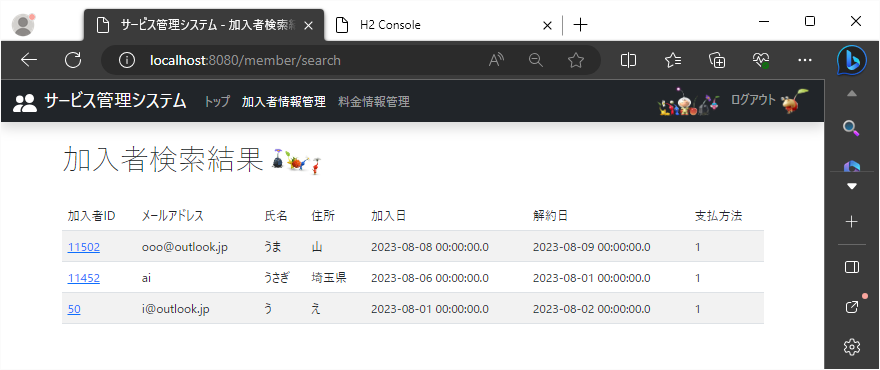 サービス管理システム - 加入者検索結
H2 Console
localhost:8080/member/search
サービス管理システム トップ 加入者情報管理 料金情報管理 ログアウト
加入者検索結果
加入者ID メールアドレス 氏名 住所 加入日 解約日 支払方法
11502 ooo@outlook.jp うま 山 2023-08-08 00:00:00.0 2023-08-09 00:00:00.0 1
11452 ai うさぎ 埼玉県 2023-08-06 00:00:00.0 2023-08-01 00:00:00.0 1
50 i@outlook.jp う え 2023-08-01 00:00:00.0 2023-08-02 00:00:00.0 1